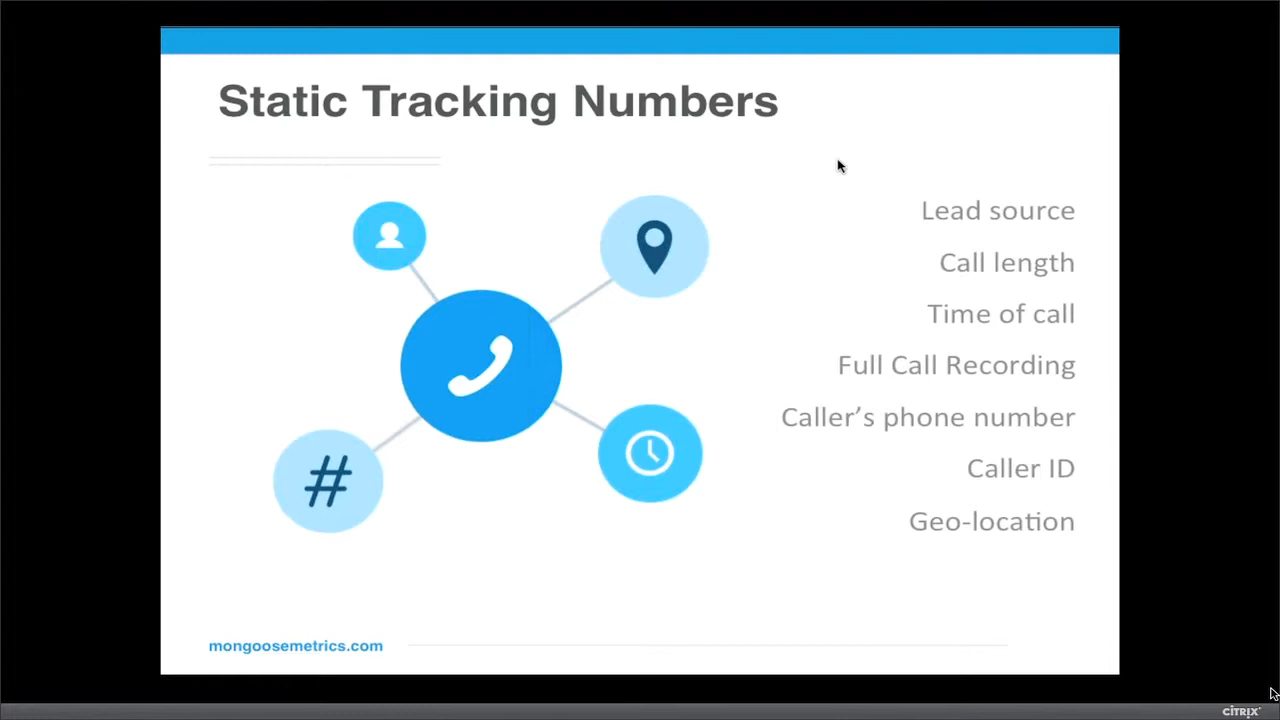 Static Tracking Numbers
Lead source
Call length
Time of call
Full Call Recording
Caller’s phone number
Caller ID
Geo-location
#
mongoosemetrics.com
CITRIX